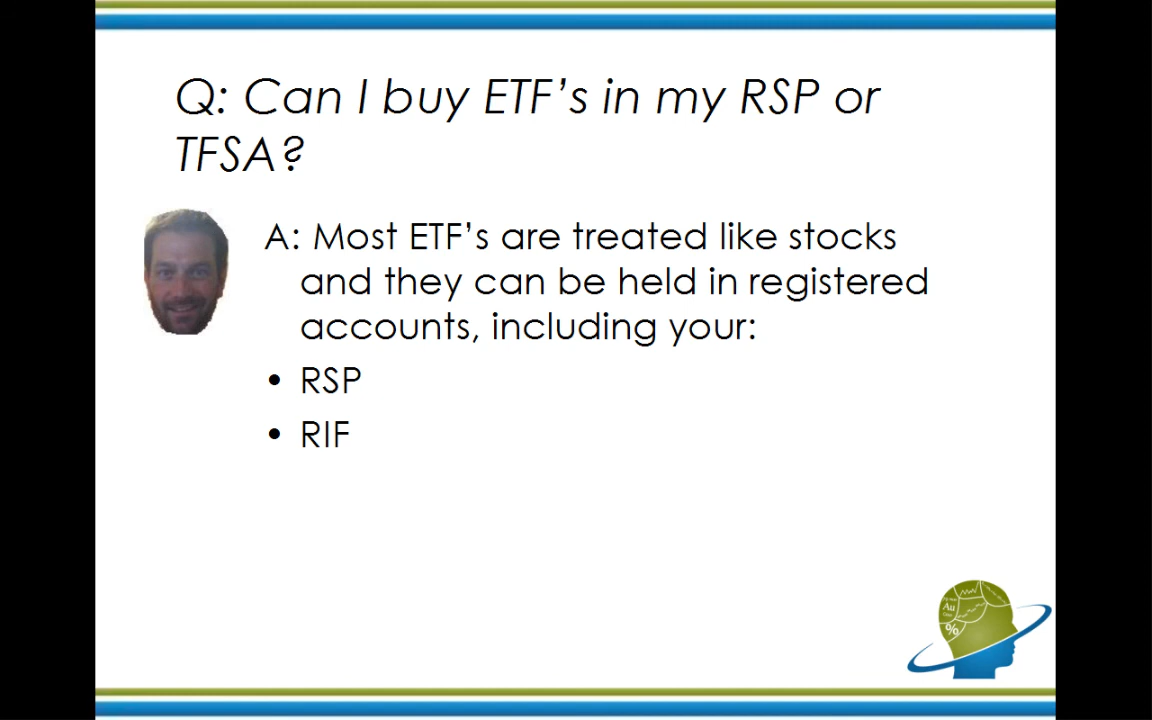 Q: Can I buy ETF’s in my RSP or
TFSA?
A: Most ETF’s are treated like stocks
and they can be held in registered
accounts, including your:
• RSP
• RIF
Au
%